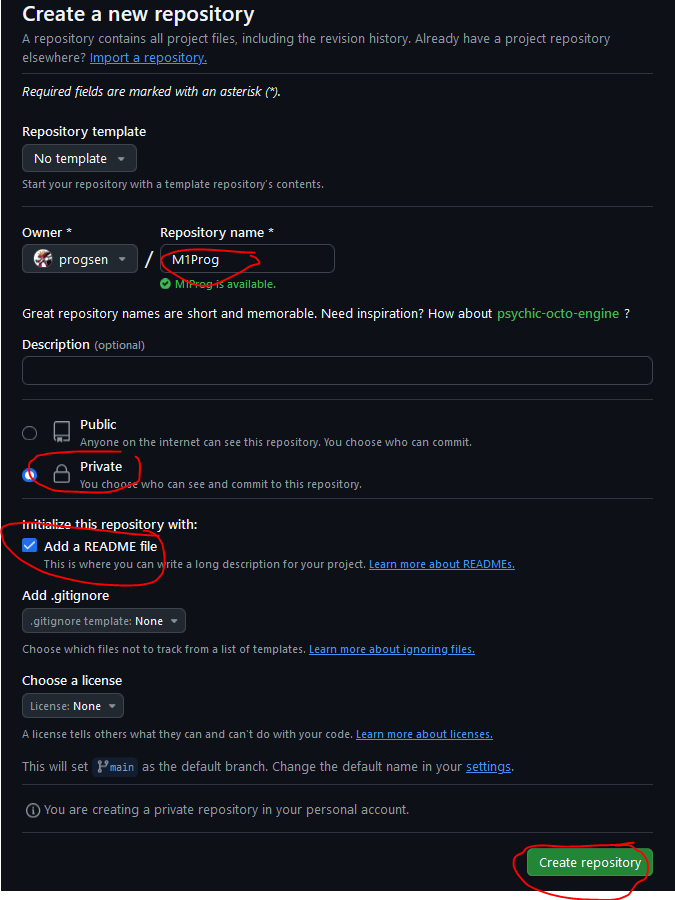 Create a new repository
A repository contains all project files, including the revision history. Already have a project repository
elsewhere? Import a repository.
Required fields are marked with an asterisk (*).
Repository template
No template
Start your repository with a template repository's contents.
Owner *
Repository name *
progsen
/
M1Prog
M1Prog is available.
Great repository names are short and memorable. Need inspiration? How about psychic-octo-engine ?
Description (optional)
Public
Anyone on the internet can see this repository. You choose who can commit.
Private
You choose who can see and commit to this repository.
Initialize this repository with:
Add a README file
This is where you can write a long description for your project. Learn more about READMEs.
Add .gitignore
.gitignore template: None
Choose which files not to track from a list of templates. Learn more about ignoring files.
Choose a license
License: None
A license tells others what they can and can't do with your code. Learn more about licenses.
This will set main as the default branch. Change the default name in your settings.
You are creating a private repository in your personal account.
Create repository